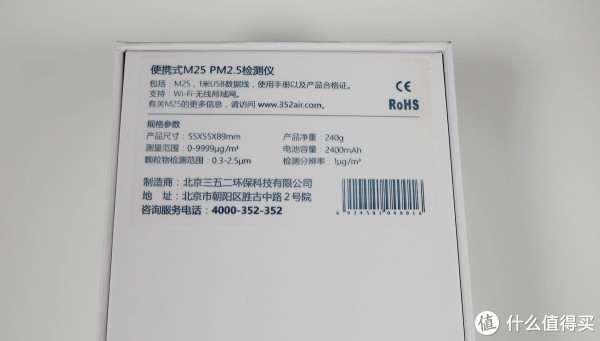 便携式M25 PM2.5检测仪
包括：M25，1米USB数据线，使用手册以及产品合格证。
支持：Wi-Fi-无线局域网。
有关M25的更多信息，请访问 www.352air.com。
CE
RoHS
规格参数
产品尺寸：55X55X89mm 产品净重：240g
测量范围：0-9999μg/m³ 电池容量：2400mAh
颗粒物检测范围：0.3-2.5μm 检测分辨率：1μg/m³
制造商：北京三五二环保科技有限公司
地 址：北京市朝阳区胜古中路2号院
咨询服务电话：4000-352-352
值 什么值得买